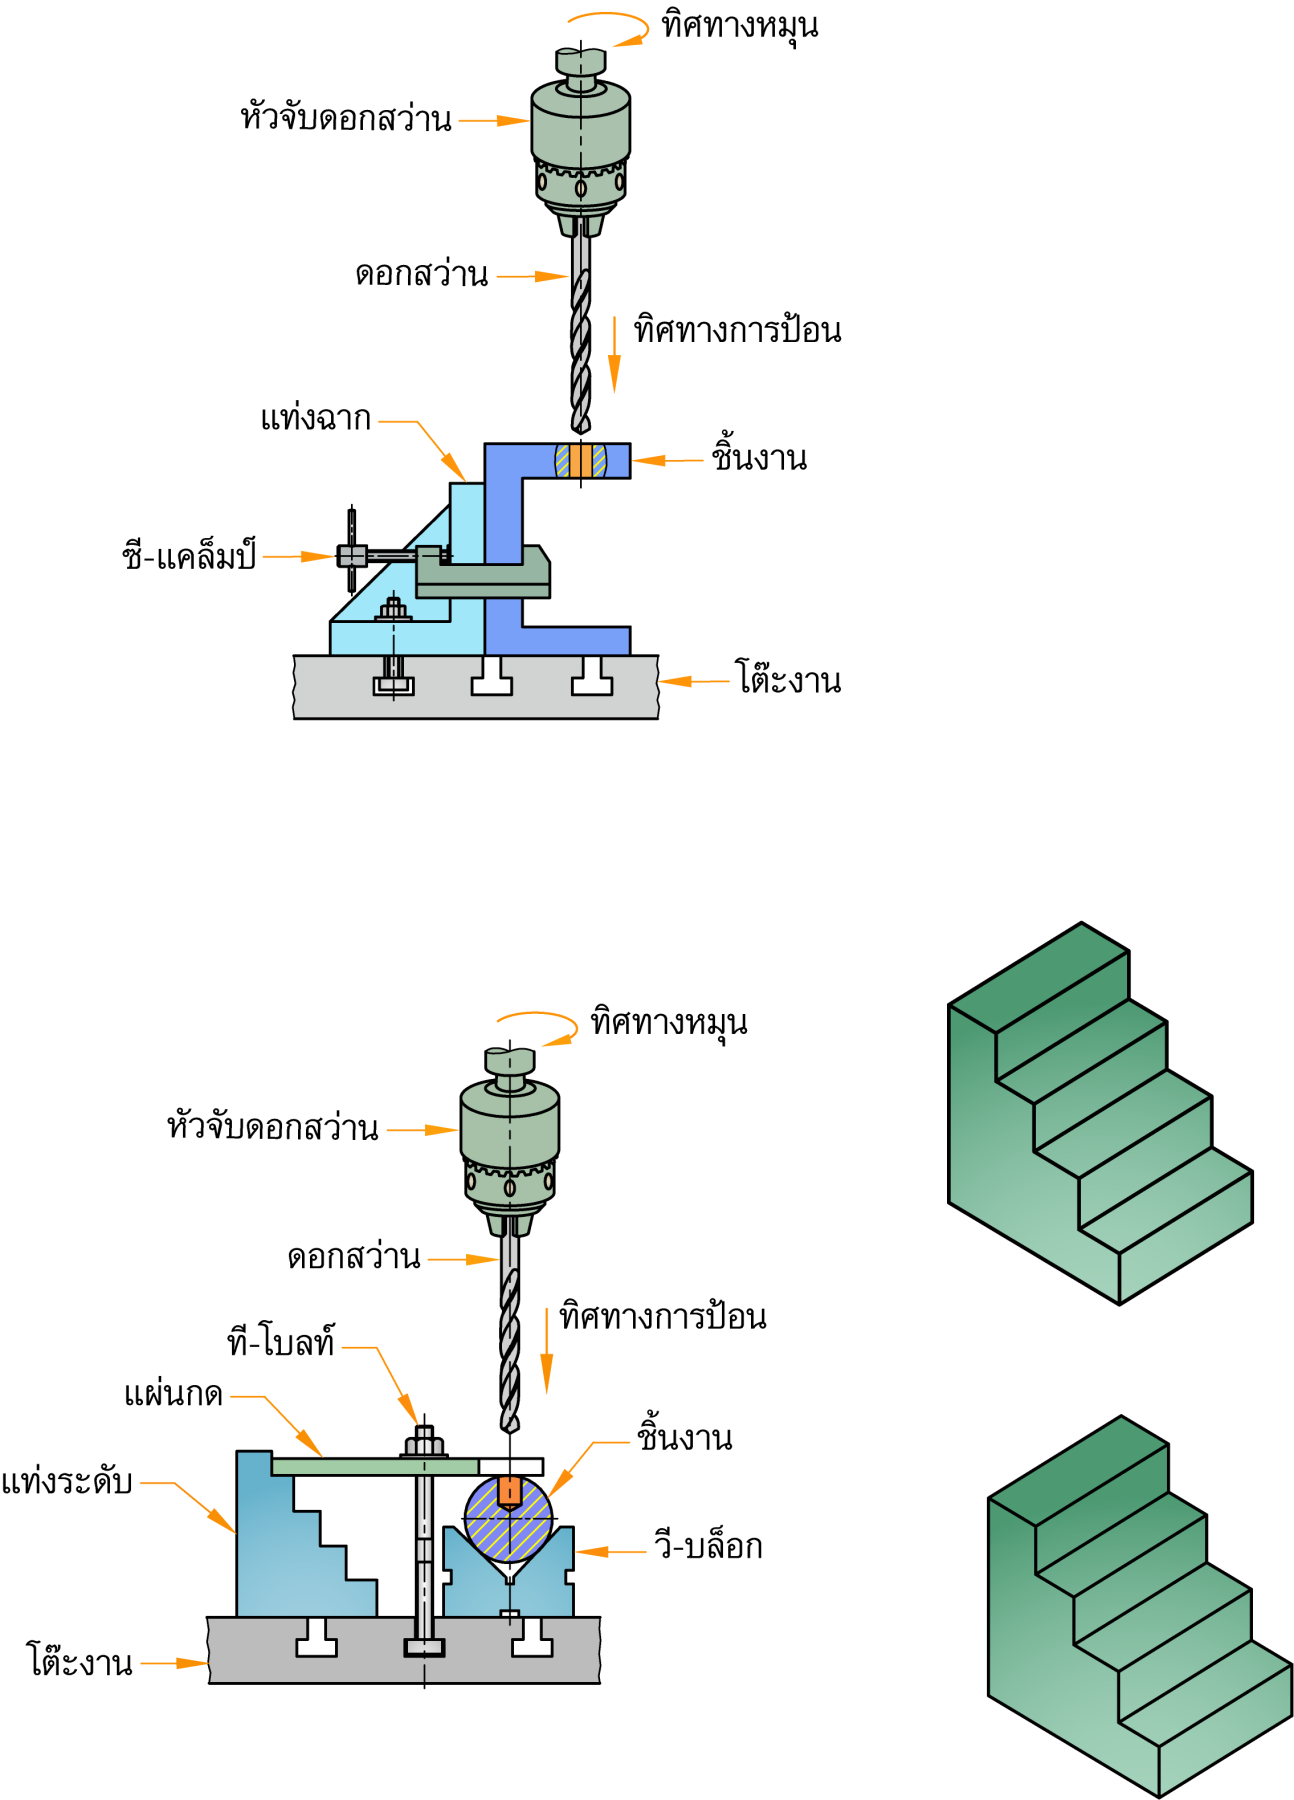 ทิศทางหมุน
หัวจับดอกสว่าน
ดอกสว่าน
ทิศทางการป้อน
แท่งฉาก
ชิ้นงาน
ซี-แคล็มป์
โต๊ะงาน
ทิศทางหมุน
หัวจับดอกสว่าน
ดอกสว่าน
ทิศทางการป้อน
ที-โบลท์
แผ่นกด
ชิ้นงาน
แท่งระดับ
วี-บล็อก
โต๊ะงาน